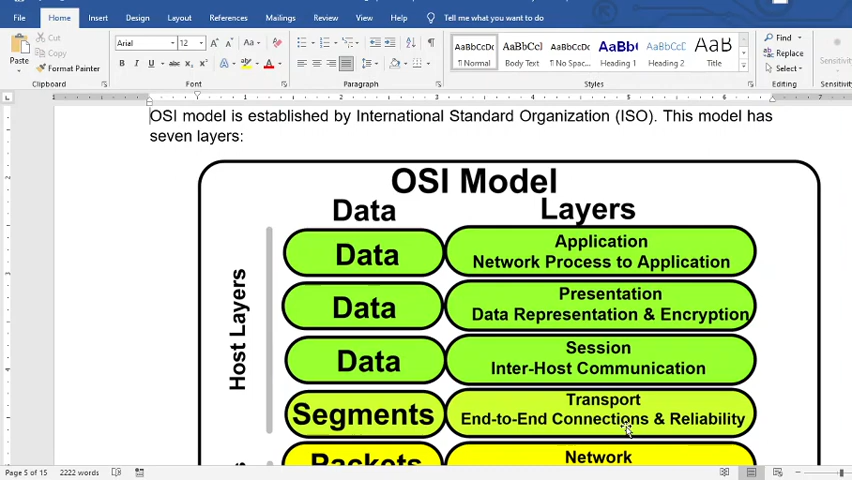 File Home Insert Design Layout References Mailings Review View Help Tell me what you want to do
Cut
Copy
Paste
Format Painter
Clipboard
Arial 12
Font
Paragraph
AaBbCcDc AaBbCc AaBbCcDc AaBbC AaBbCcDc AaB
¶ Normal Body Text ¶ No Spac... Heading 1 Heading 2 Title
Styles
Find
Replace
Select
Editing
OSI model is established by International Standard Organization (ISO). This model has
seven layers:
OSI Model
Data Layers
Host Layers
Data
Application
Network Process to Application
Data
Presentation
Data Representation & Encryption
Data
Session
Inter-Host Communication
Segments
Transport
End-to-End Connections & Reliability
Packets
Network
Page 5 of 15 2222 words